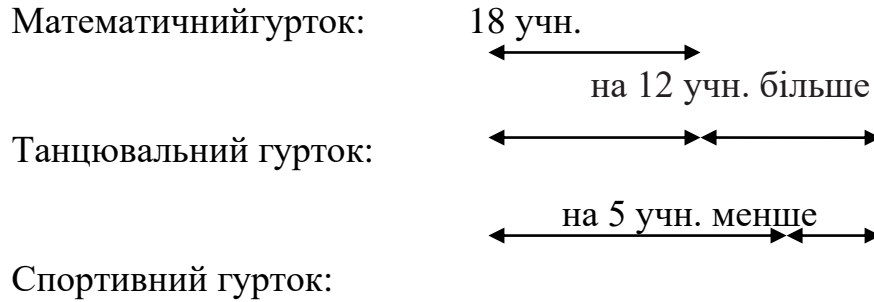 Математичнийгурток: 18 учн.
на 12 учн. більше
Танцювальний гурток:
на 5 учн. менше
Спортивний гурток: